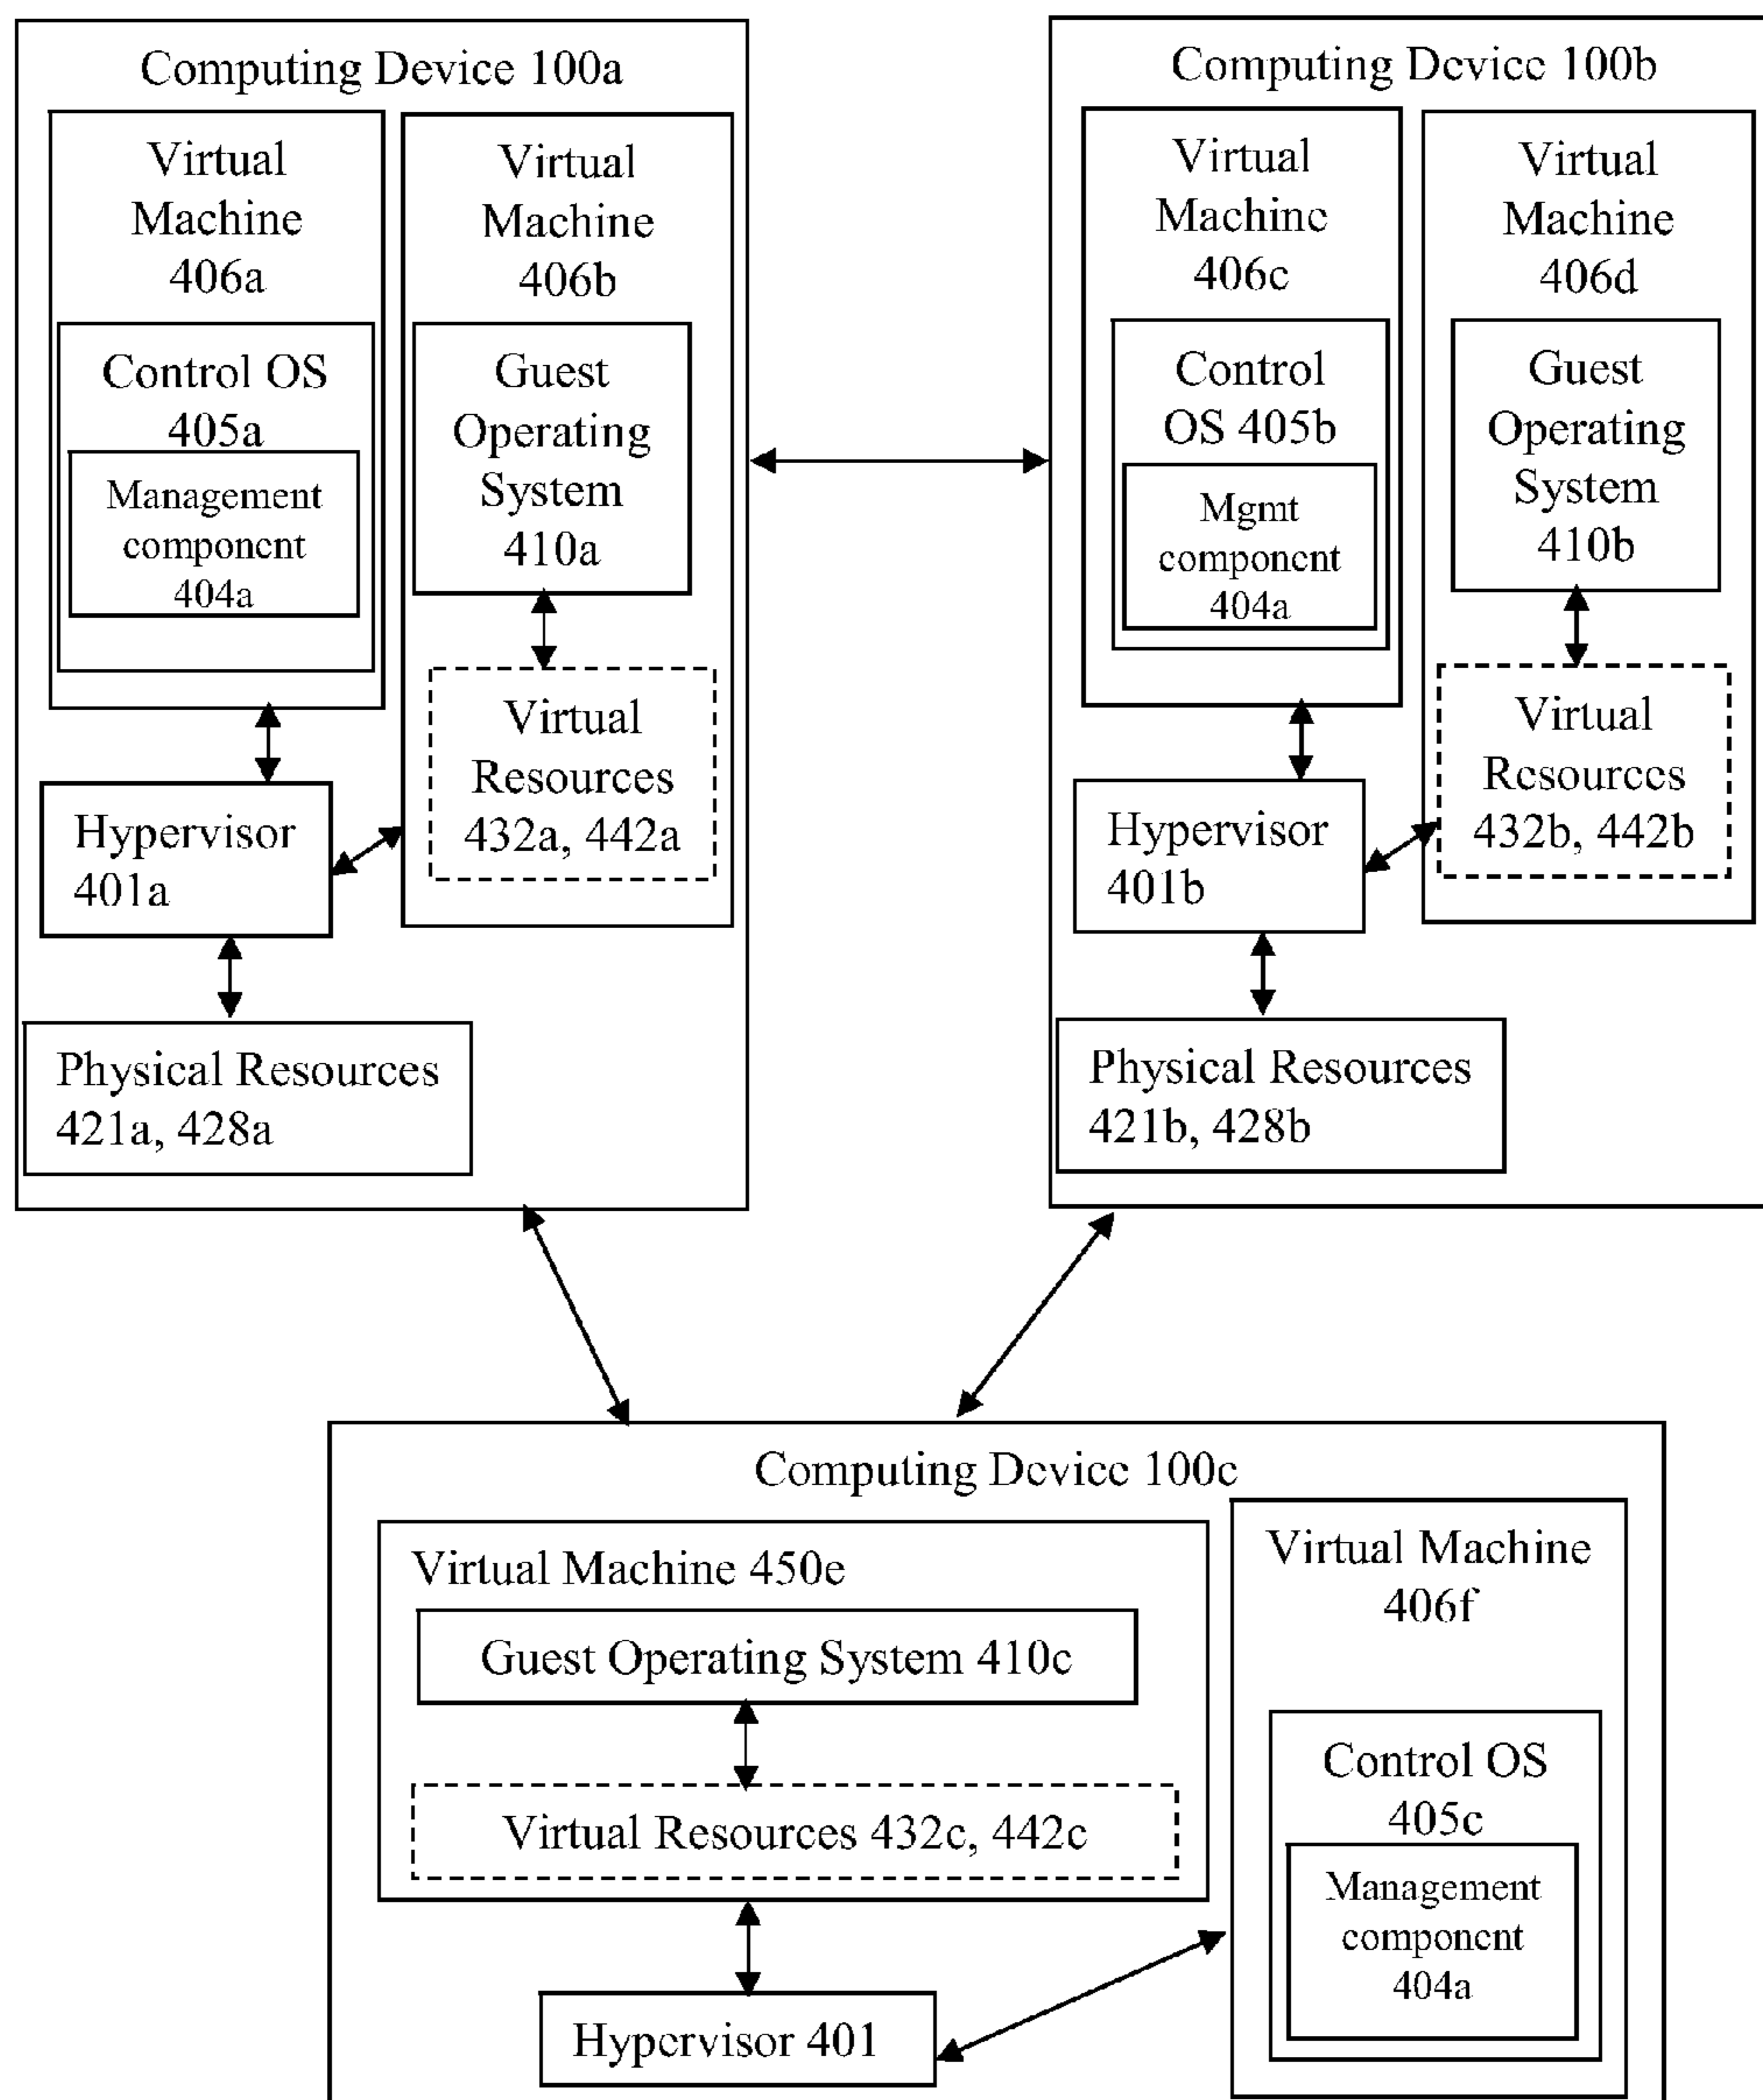 Computing Device 100a
Virtual
Machine
406a
Control OS
405a
Management
component
404a
Virtual
Machine
406b
Guest
Operating
System
410a
Virtual
Resources
432a, 442a
Hypervisor
401a
Physical Resources
421a, 428a
Computing Device 100b
Virtual
Machine
406c
Control
OS 405b
Mgmt
component
404a
Virtual
Machine
406d
Guest
Operating
System
410b
Virtual
Resources
432b, 442b
Hypervisor
401b
Physical Resources
421b, 428b
Computing Device 100c
Virtual Machine 450e
Guest Operating System 410c
Virtual Resources 432c, 442c
Hypervisor 401
Virtual Machine
406f
Control OS
405c
Management
component
404a